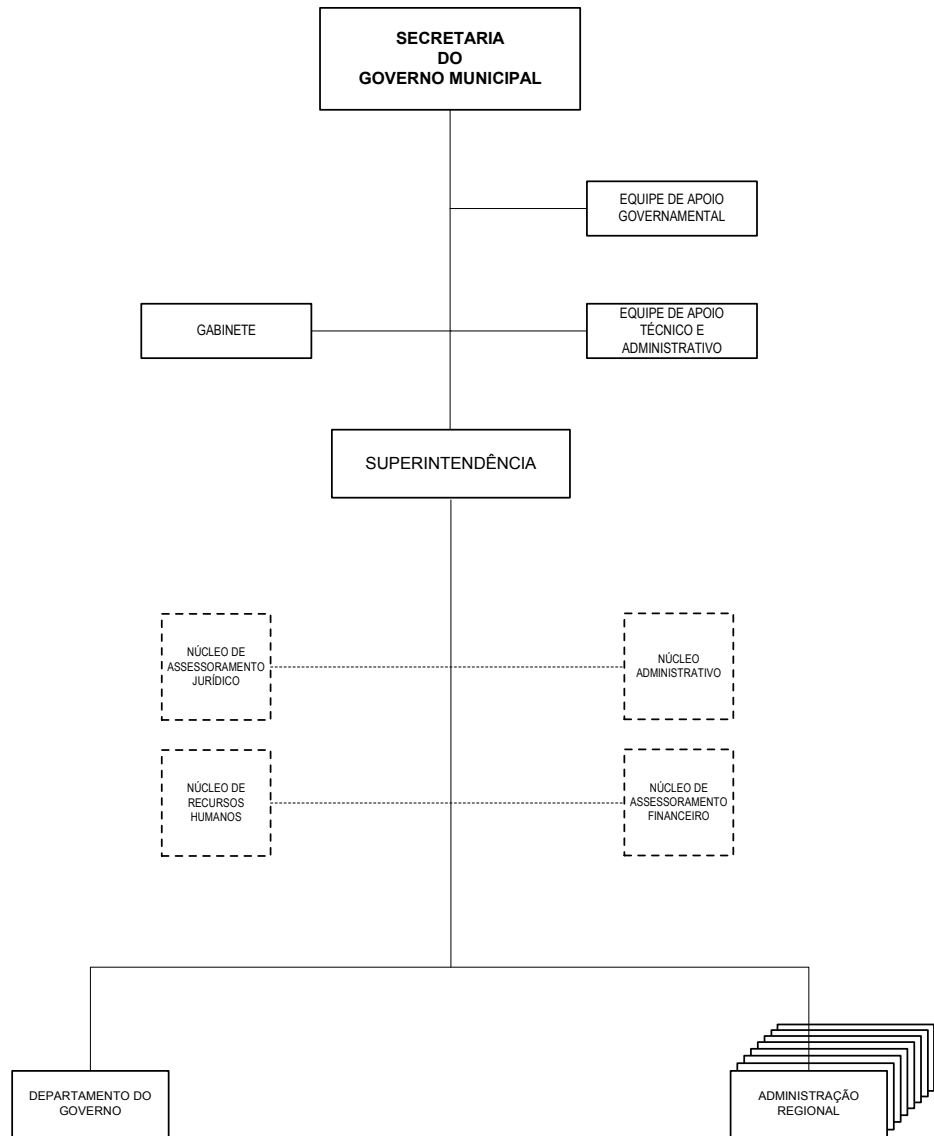 SECRETARIA
DO
GOVERNO MUNICIPAL
EQUIPE DE APOIO
GOVERNAMENTAL
GABINETE
EQUIPE DE APOIO
TÉCNICO E
ADMINISTRATIVO
SUPERINTENDÊNCIA
NÚCLEO DE
ASSESSORAMENTO
JURÍDICO
NÚCLEO
ADMINISTRATIVO
NÚCLEO DE
RECURSOS
HUMANOS
NÚCLEO DE
ASSESSORAMENTO
FINANCEIRO
DEPARTAMENTO DO
GOVERNO
ADMINISTRAÇÃO
REGIONAL